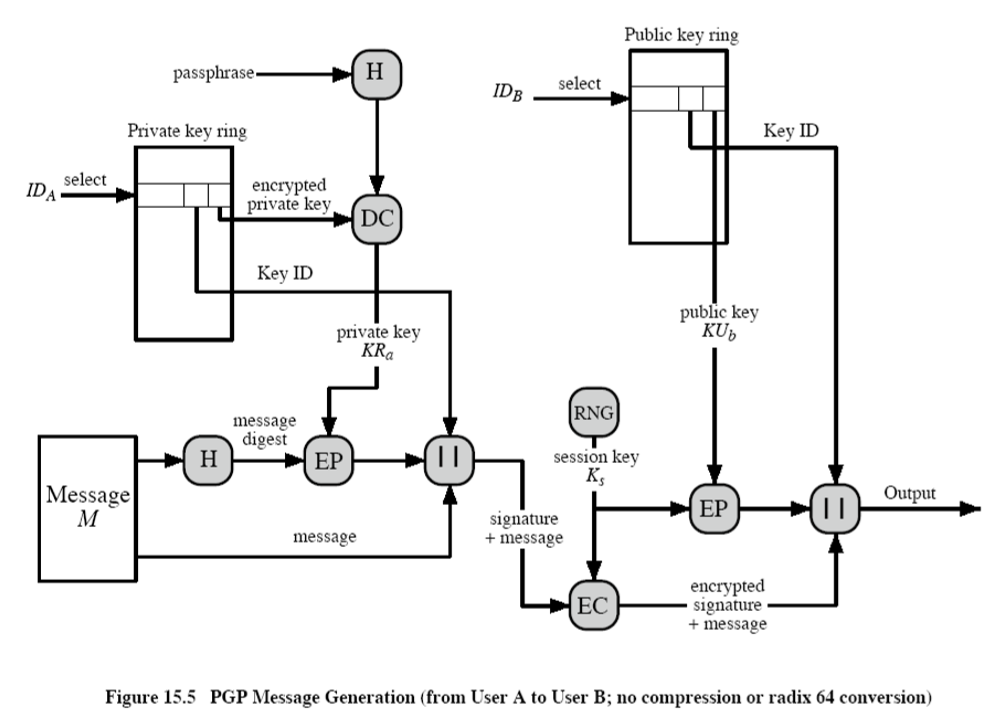 Public key ring
passphrase
H
ID_B
select
Private key ring
Key ID
ID_A
select
encrypted
private key
DC
Key ID
public key
KU_b
private key
KR_a
RNG
message
digest
H
EP
||
session key
K_s
Message
M
EP
||
Output
signature
+ message
message
EC
encrypted
signature
+ message
Figure 15.5 PGP Message Generation (from User A to User B; no compression or radix 64 conversion)